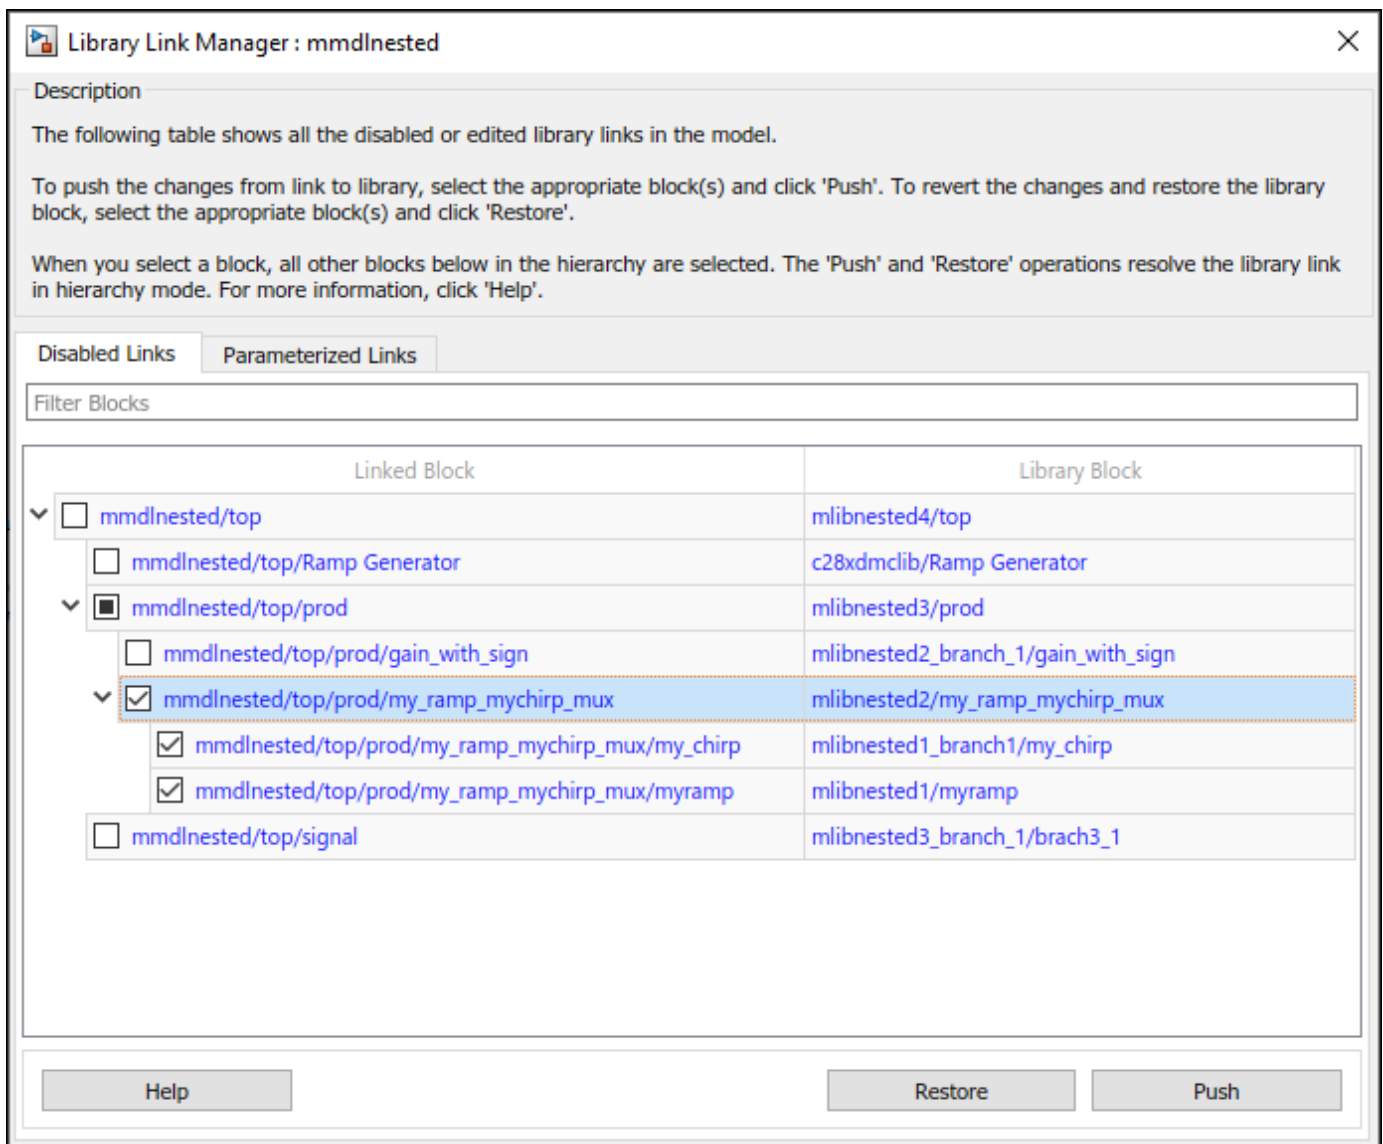 Library Link Manager : mmdlnested
Description
The following table shows all the disabled or edited library links in the model.
To push the changes from link to library, select the appropriate block(s) and click 'Push'. To revert the changes and restore the library
block, select the appropriate block(s) and click 'Restore'.
When you select a block, all other blocks below in the hierarchy are selected. The 'Push' and 'Restore' operations resolve the library link
in hierarchy mode. For more information, click 'Help'.
Disabled Links Parameterized Links
Filter Blocks
Linked Block Library Block
mmdlnested/top mlibnested4/top
mmdlnested/top/Ramp Generator c28xdmclib/Ramp Generator
mmdlnested/top/prod mlibnested3/prod
mmdlnested/top/prod/gain_with_sign mlibnested2_branch_1/gain_with_sign
mmdlnested/top/prod/my_ramp_mychirp_mux mlibnested2/my_ramp_mychirp_mux
mmdlnested/top/prod/my_ramp_mychirp_mux/my_chirp mlibnested1_branch1/my_chirp
mmdlnested/top/prod/my_ramp_mychirp_mux/myramp mlibnested1/myramp
mmdlnested/top/signal mlibnested3_branch_1/brach3_1
Help Restore Push